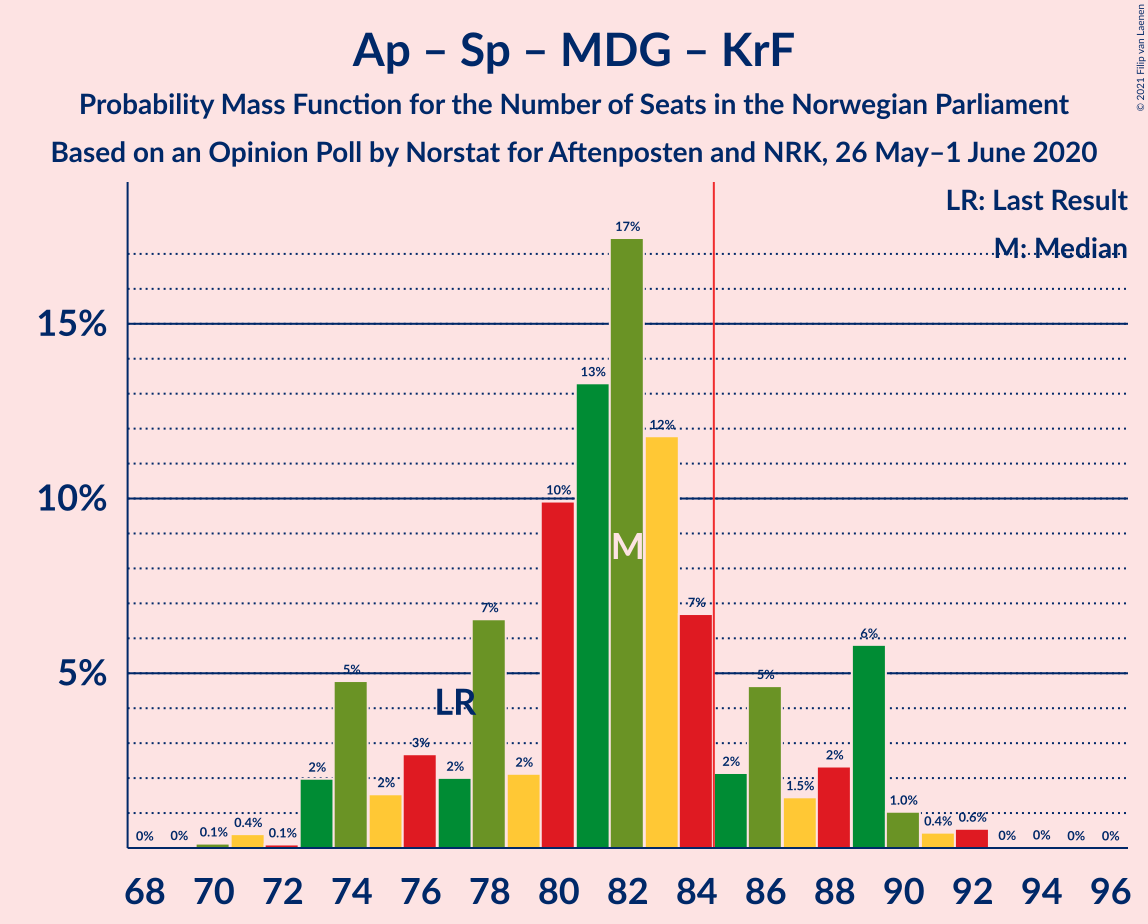 Ap – Sp – MDG – KrF
Probability Mass Function for the Number of Seats in the Norwegian Parliament
Based on an Opinion Poll by Norstat for Aftenposten and NRK, 26 May–1 June 2020
© 2021 Filip van Laenen
LR: Last Result
M: Median
15%
10%
5%
0% 0% 0.1% 0.4% 0.1% 2% 5% 2% 3% 2% 7% 2% 10% 13% 17% 12% 7% 2% 5% 1.5% 2% 6% 1.0% 0.4% 0.6% 0% 0% 0% 0%
LR
M
68 70 72 74 76 78 80 82 84 86 88 90 92 94 96